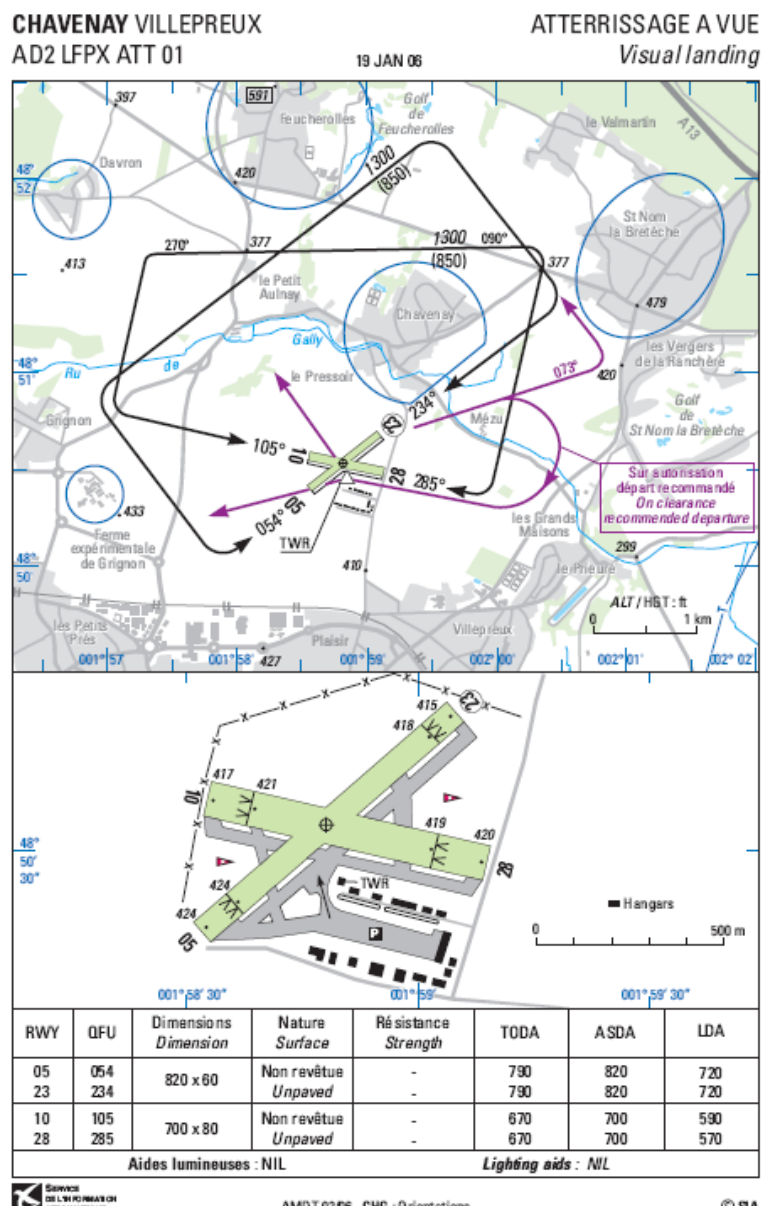 CHAVENAY VILLEPREUX
ATTERRISSAGE A VUE
AD2 LFPX ATT 01
19 JAN 06
Visual landing
397
591
Feucherolles
Golf
de
Feucherolles
le Valmartin
A13
Davron
48°
52'
420
1300
(850)
St Nom
la Bretèche
270°
377
1300
090°
(850)
377
413
le Petit
Aulnay
479
Chavenay
Gally
les Vergers
de la Ranchère
48°
51'
Ru
de
le Pressoir
073°
420
Golf
de
St Nom la Bretèche
Grignon
234°
23
Mézu
105°
10
28
285°
Sur autorisation
départ recommandé
On clearance
recommended departure
433
05
054°
TWR
les Grands
Maisons
Ferme
expérimentale
de Grignon
299
48°
50'
410
le Prieuré
ALT / HGT : ft
0
1 km
les Petits
Prés
Plaisir
Villepreux
427
001°57
001°58
001°59'
002° 00'
002° 01'
002° 02'
415
23
418
417
421
10
419
420
28
48°
50'
30"
424
TWR
424
05
P
Hangars
0
500 m
001°58' 30"
001°59'
001°59' 30"
RWY QFU Dimensions Nature Résistance TODA ASDA LDA
Dimension Surface Strength
05 054 820 x 60 Non revêtue - 790 820 720
23 234 Unpaved - 790 820 720
10 105 700 x 80 Non revêtue - 670 700 590
28 285 Unpaved - 670 700 570
Aides lumineuses : NIL
Lighting aids : NIL
SERVICE
DE L'INFORMATION
© SIA